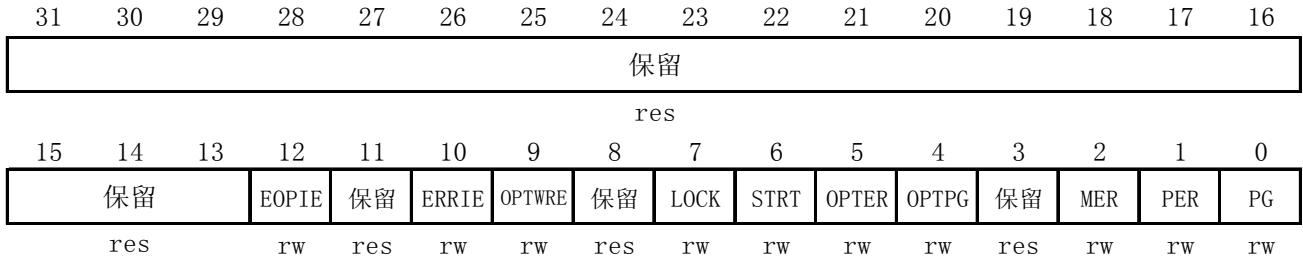 31 30 29 28 27 26 25 24 23 22 21 20 19 18 17 16
保留
res
15 14 13 12 11 10 9 8 7 6 5 4 3 2 1 0
保留 EOPIE 保留 ERRIE OPTWRE 保留 LOCK STRT OPTER OPTPG 保留 MER PER PG
res rw res rw rw res rw rw rw rw res rw rw rw